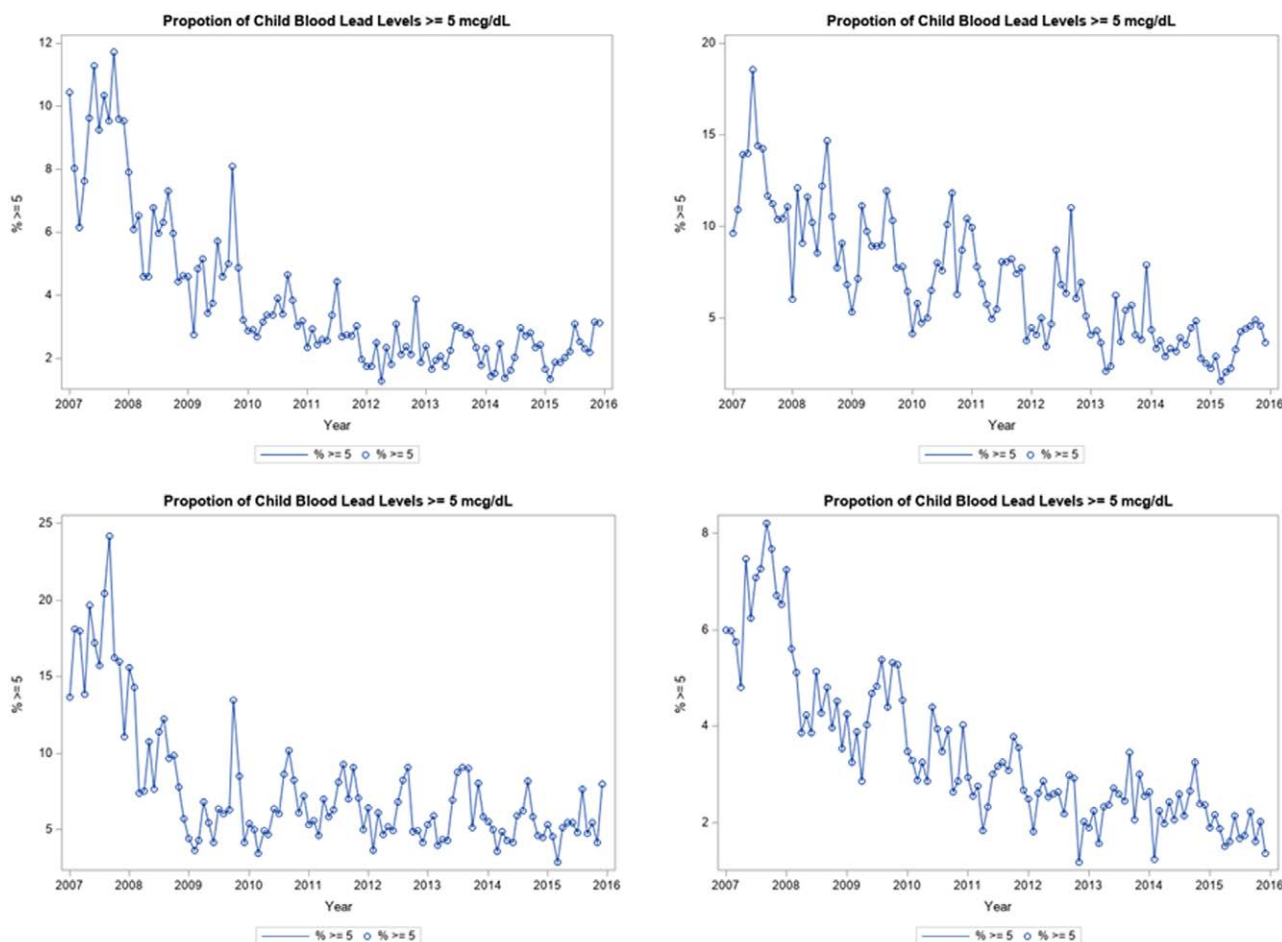 Propotion of Child Blood Lead Levels >= 5 mcg/dL
12
10
8
6
4
2
% >= 5
2007 2008 2009 2010 2011 2012 2013 2014 2015 2016
Year
% >= 5 % >= 5
Propotion of Child Blood Lead Levels >= 5 mcg/dL
20
15
10
5
% >= 5
2007 2008 2009 2010 2011 2012 2013 2014 2015 2016
Year
% >= 5 % >= 5
Propotion of Child Blood Lead Levels >= 5 mcg/dL
25
20
15
10
5
% >= 5
2007 2008 2009 2010 2011 2012 2013 2014 2015 2016
Year
% >= 5 % >= 5
Propotion of Child Blood Lead Levels >= 5 mcg/dL
8
6
4
2
% >= 5
2007 2008 2009 2010 2011 2012 2013 2014 2015 2016
Year
% >= 5 % >= 5